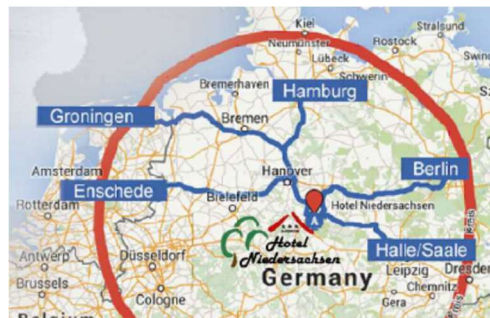 Kiel
Stralsund
Neumünster
Rostock
Lübeck
Schwerin
Bremerhaven
Hamburg
Groningen
Bremen
Amsterdam
Hanover
Berlin
Enschede
Bielefeld
Rotterdam
Hotel Niedersachsen
A
Hotel
Niedersachsen
Halle/Saale
Antwerp
Düsseldorf
Germany
Leipzig
Dresden
Brussels
Cologne
Chemnitz
Gera
Belgium